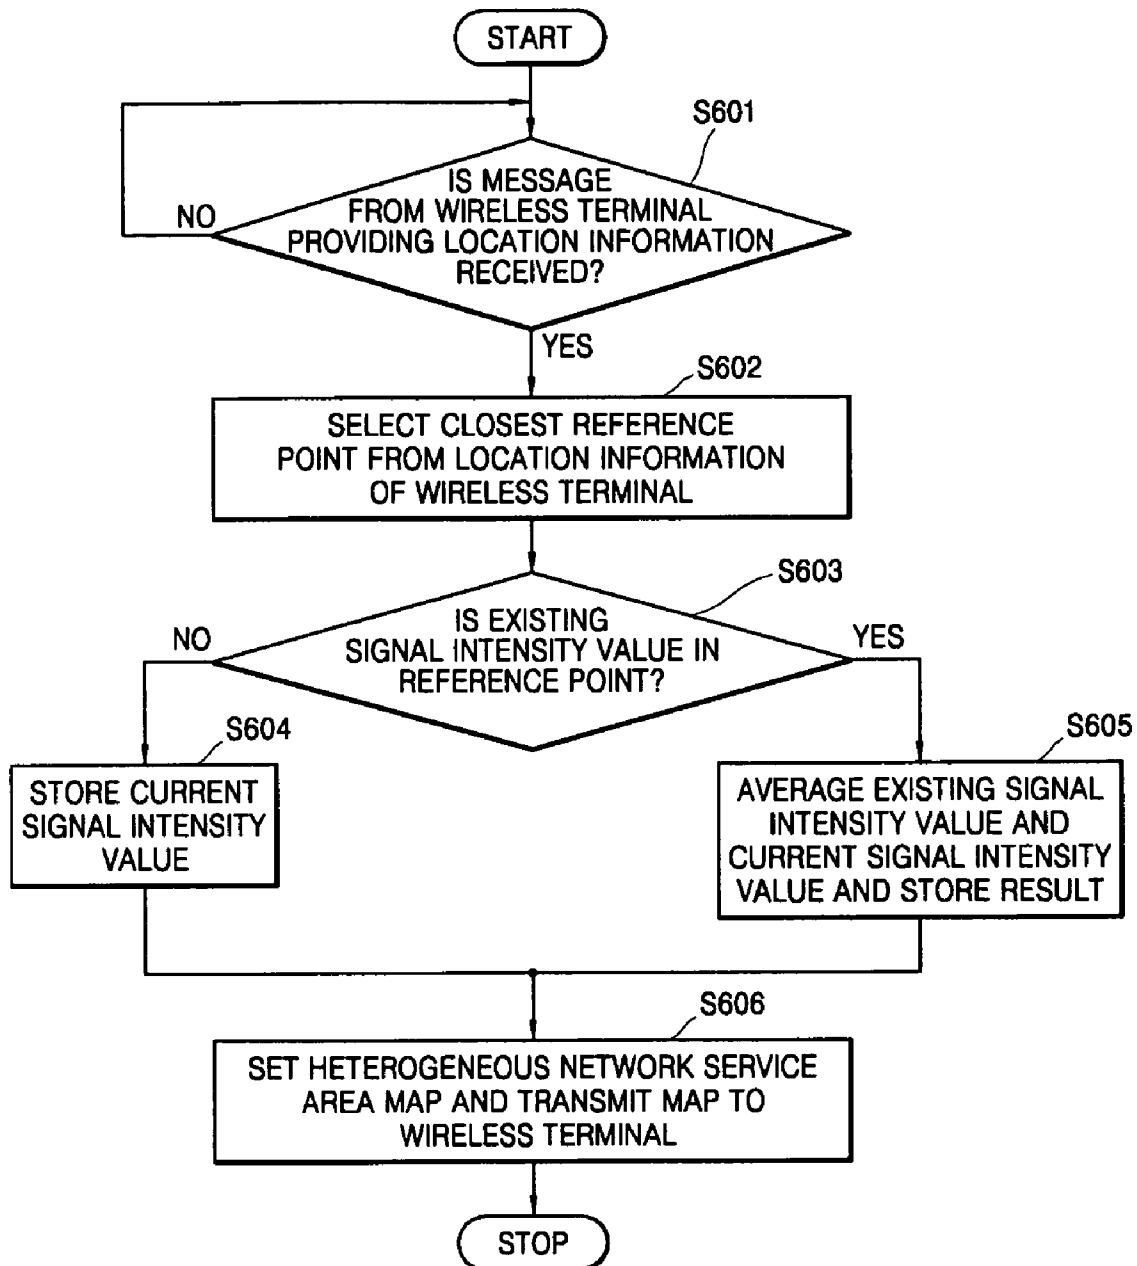 START
S601
IS MESSAGE
FROM WIRELESS TERMINAL
PROVIDING LOCATION INFORMATION
RECEIVED?
NO
YES
S602
SELECT CLOSEST REFERENCE
POINT FROM LOCATION INFORMATION
OF WIRELESS TERMINAL
S603
IS EXISTING
SIGNAL INTENSITY VALUE IN
REFERENCE POINT?
NO
YES
S604
STORE CURRENT
SIGNAL INTENSITY
VALUE
S605
AVERAGE EXISTING SIGNAL
INTENSITY VALUE AND
CURRENT SIGNAL INTENSITY
VALUE AND STORE RESULT
S606
SET HETEROGENEOUS NETWORK SERVICE
AREA MAP AND TRANSMIT MAP TO
WIRELESS TERMINAL
STOP